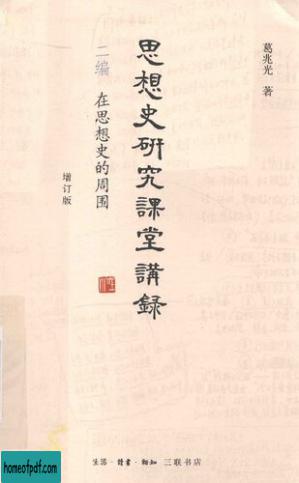 葛兆光 著
思想史研究課堂講録
二编 在思想史的周围
增订版
生活·讀書·新知 三联书店
homeofpdf.com